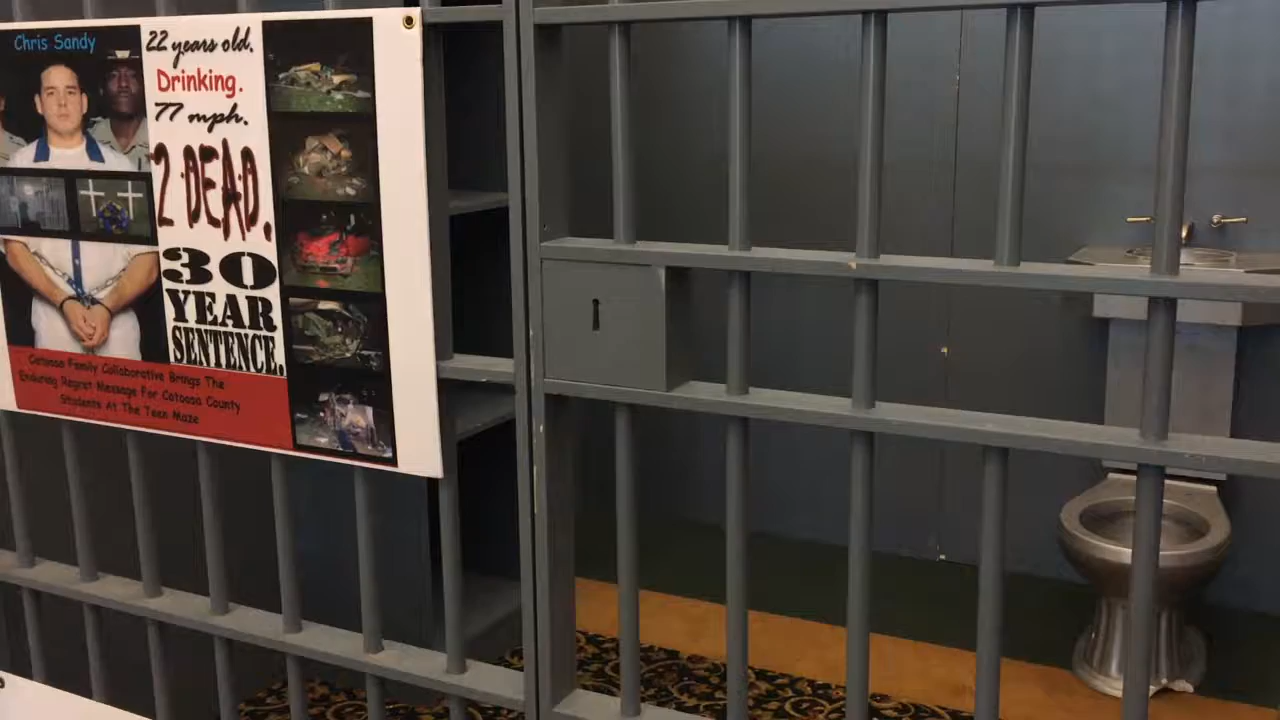 Chris Sandy
22 years old.
Drinking.
77 mph.
2 DEAD.
30
YEAR
SENTENCE.
Catoosa Family Collaborative Brings The
Enduring Regret Message For Catoosa County
Students At The Teen Maze